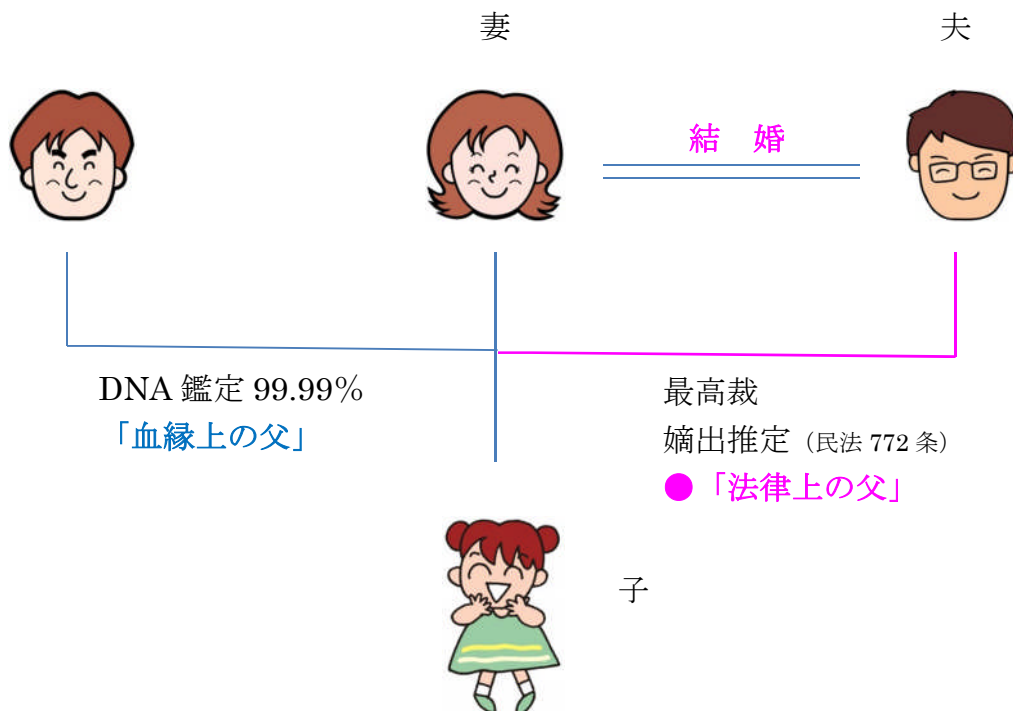 妻
夫
結 婚
DNA 鑑定 99.99%
「血縁上の父」
最高裁
嫡出推定（民法 772 条）
●「法律上の父」
子